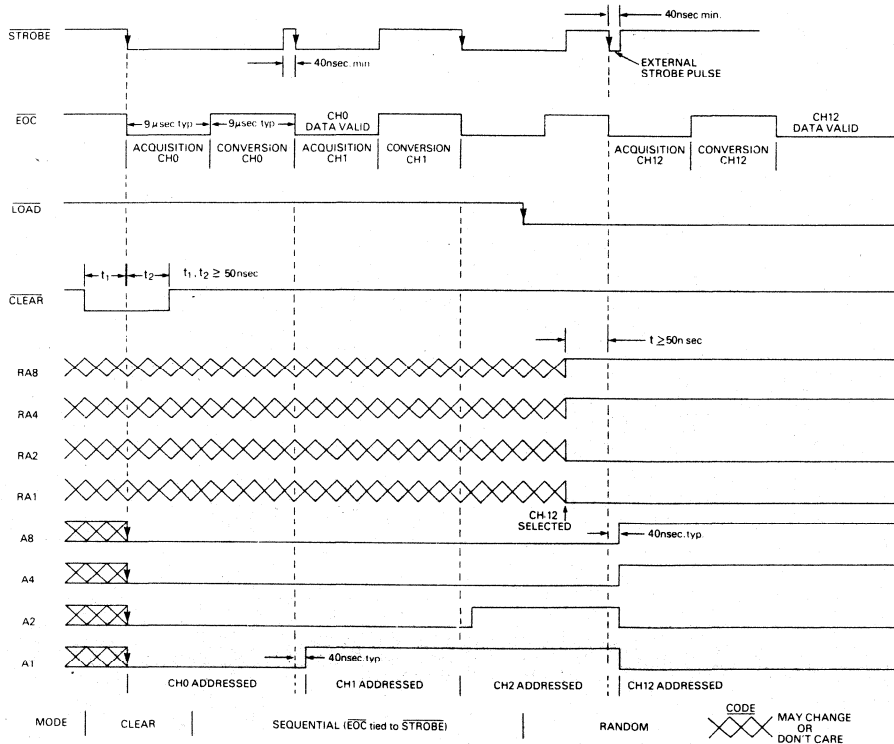 40nsec min.
STROBE
40nsec. min
EXTERNAL
STROBE PULSE
EOC
9μsec typ
9μsec typ
CH0
DATA VALID
CH12
DATA VALID
ACQUISITION
CH0
CONVERSION
CH0
ACQUISITION
CH1
CONVERSION
CH1
ACQUISITION
CH12
CONVERSION
CH12
LOAD
t1
t2
t1, t2 ≥ 50nsec
CLEAR
t ≥ 50n sec
RA8
RA4
RA2
RA1
CH-12
SELECTED
A8
40nsec. typ.
A4
A2
A1
40nsec. typ
CH0 ADDRESSED
CH1 ADDRESSED
CH2 ADDRESSED
CH12 ADDRESSED
MODE
CLEAR
SEQUENTIAL (EOC tied to STROBE)
RANDOM
CODE
MAY CHANGE
OR
DON'T CARE